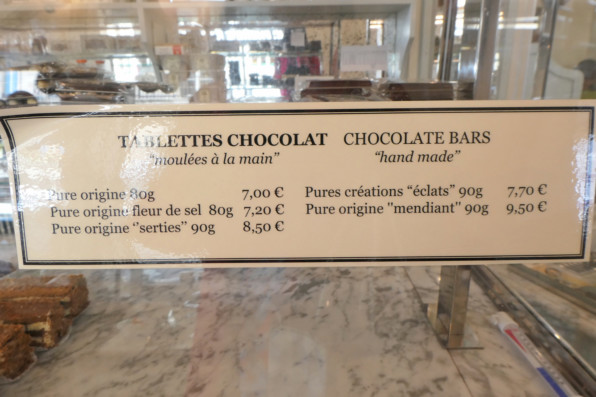 TABLETTES CHOCOLAT CHOCOLATE BARS
“moulées à la main” “hand made”
Pure origine 80g 7,00 €
Pure origine fleur de sel 80g 7,20 €
Pure origine “serties” 90g 8,50 €
Pures créations “éclats” 90g 7,70 €
Pure origine "mendiant" 90g 9,50 €